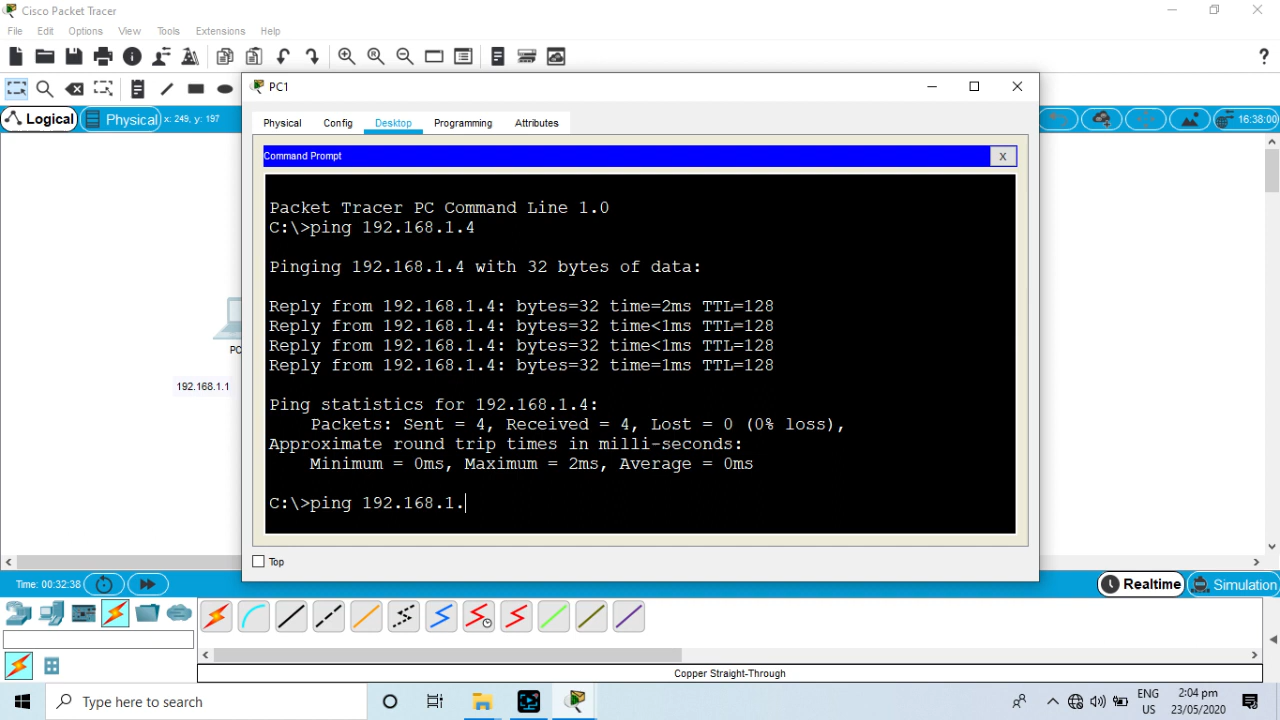 Cisco Packet Tracer
File Edit Options View Tools Extensions Help
?
Logical Physical x: 249, y: 197
16:38:00
PC1
Physical Config Desktop Programming Attributes
Command Prompt
X
Packet Tracer PC Command Line 1.0
C:\>ping 192.168.1.4
Pinging 192.168.1.4 with 32 bytes of data:
Reply from 192.168.1.4: bytes=32 time=2ms TTL=128
Reply from 192.168.1.4: bytes=32 time<1ms TTL=128
Reply from 192.168.1.4: bytes=32 time<1ms TTL=128
Reply from 192.168.1.4: bytes=32 time=1ms TTL=128
Ping statistics for 192.168.1.4:
Packets: Sent = 4, Received = 4, Lost = 0 (0% loss),
Approximate round trip times in milli-seconds:
Minimum = 0ms, Maximum = 2ms, Average = 0ms
C:\>ping 192.168.1.
Top
PC
192.168.1.1
Time: 00:32:38
Realtime Simulation
Copper Straight-Through
Type here to search
ENG
US
2:04 pm
23/05/2020